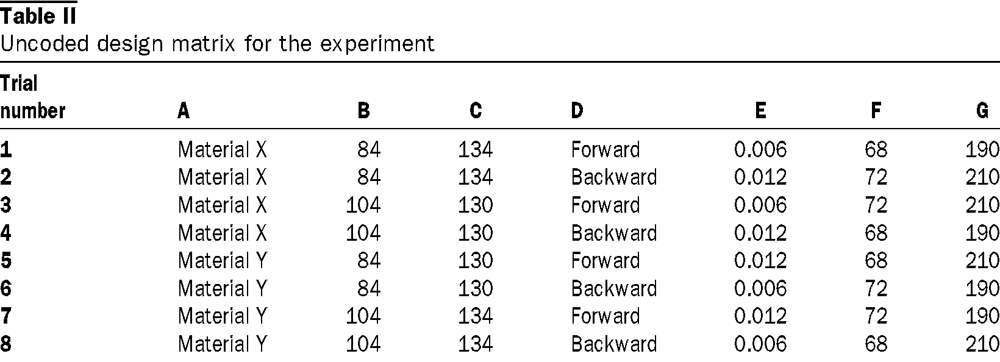 Table II
Uncoded design matrix for the experiment
Trial
number A B C D E F G
1 Material X 84 134 Forward 0.006 68 190
2 Material X 84 134 Backward 0.012 72 210
3 Material X 104 130 Forward 0.006 72 210
4 Material X 104 130 Backward 0.012 68 190
5 Material Y 84 130 Forward 0.012 68 210
6 Material Y 84 130 Backward 0.006 72 190
7 Material Y 104 134 Forward 0.012 72 190
8 Material Y 104 134 Backward 0.006 68 210